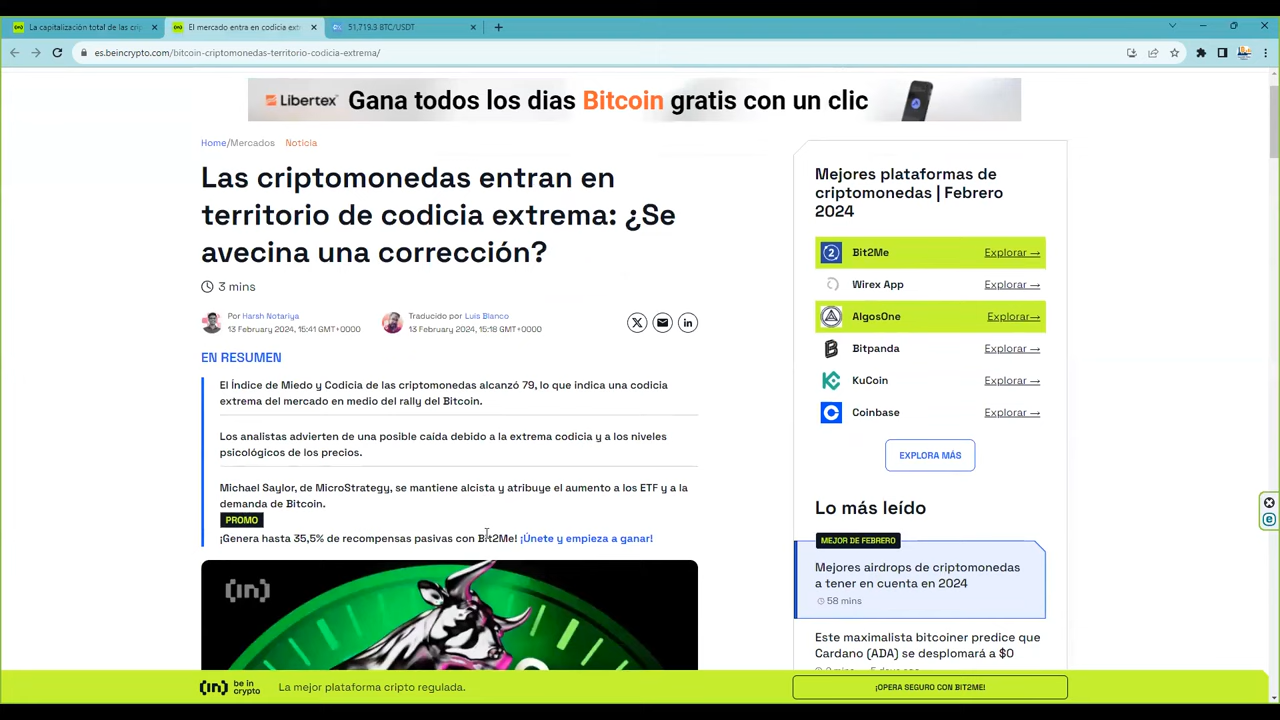 La capitalización total de las crip
El mercado entra en codicia ext
51,719.3 BTC/USDT
es.beincrypto.com/bitcoin-criptomonedas-territorio-codicia-extrema/
Libertex Gana todos los dias Bitcoin gratis con un clic
Home/Mercados Noticia
Las criptomonedas entran en
territorio de codicia extrema: ¿Se
avecina una corrección?
3 mins
Por Harsh Notariya
13 February 2024, 15:41 GMT+0000
Traducido por Luis Blanco
13 February 2024, 15:18 GMT+0000
EN RESUMEN
El Índice de Miedo y Codicia de las criptomonedas alcanzó 79, lo que indica una codicia
extrema del mercado en medio del rally del Bitcoin.
Los analistas advierten de una posible caída debido a la extrema codicia y a los niveles
psicológicos de los precios.
Michael Saylor, de MicroStrategy, se mantiene alcista y atribuye el aumento a los ETF y a la
demanda de Bitcoin.
PROMO
¡Genera hasta 35,5% de recompensas pasivas con Bit2Me! ¡Únete y empieza a ganar!
(in)
Mejores plataformas de
criptomonedas | Febrero
2024
Bit2Me Explorar →
Wirex App Explorar →
AlgosOne Explorar→
Bitpanda Explorar →
KuCoin Explorar →
Coinbase Explorar →
EXPLORA MÁS
Lo más leído
MEJOR DE FEBRERO
Mejores airdrops de criptomonedas
a tener en cuenta en 2024
58 mins
Este maximalista bitcoiner predice que
Cardano (ADA) se desplomará a $0
(in) be in
crypto
La mejor plataforma cripto regulada.
¡OPERA SEGURO CON BIT2ME!